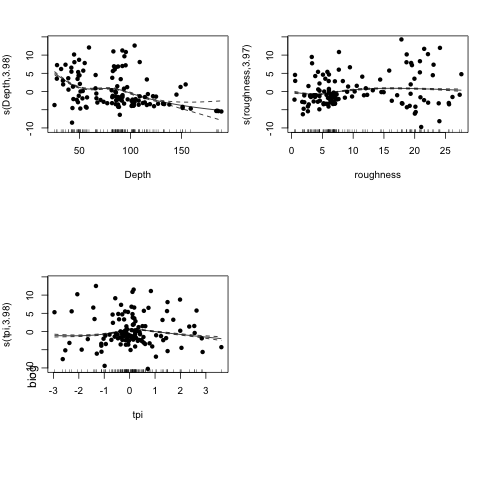 s(Depth,3.98)
-10 0 5 10
50 100 150
Depth
s(roughness,3.97)
-10 0 5 10
0 5 10 15 20 25
roughness
s(tpi,3.98)
-10 0 5 10
-3 -2 -1 0 1 2 3
tpi